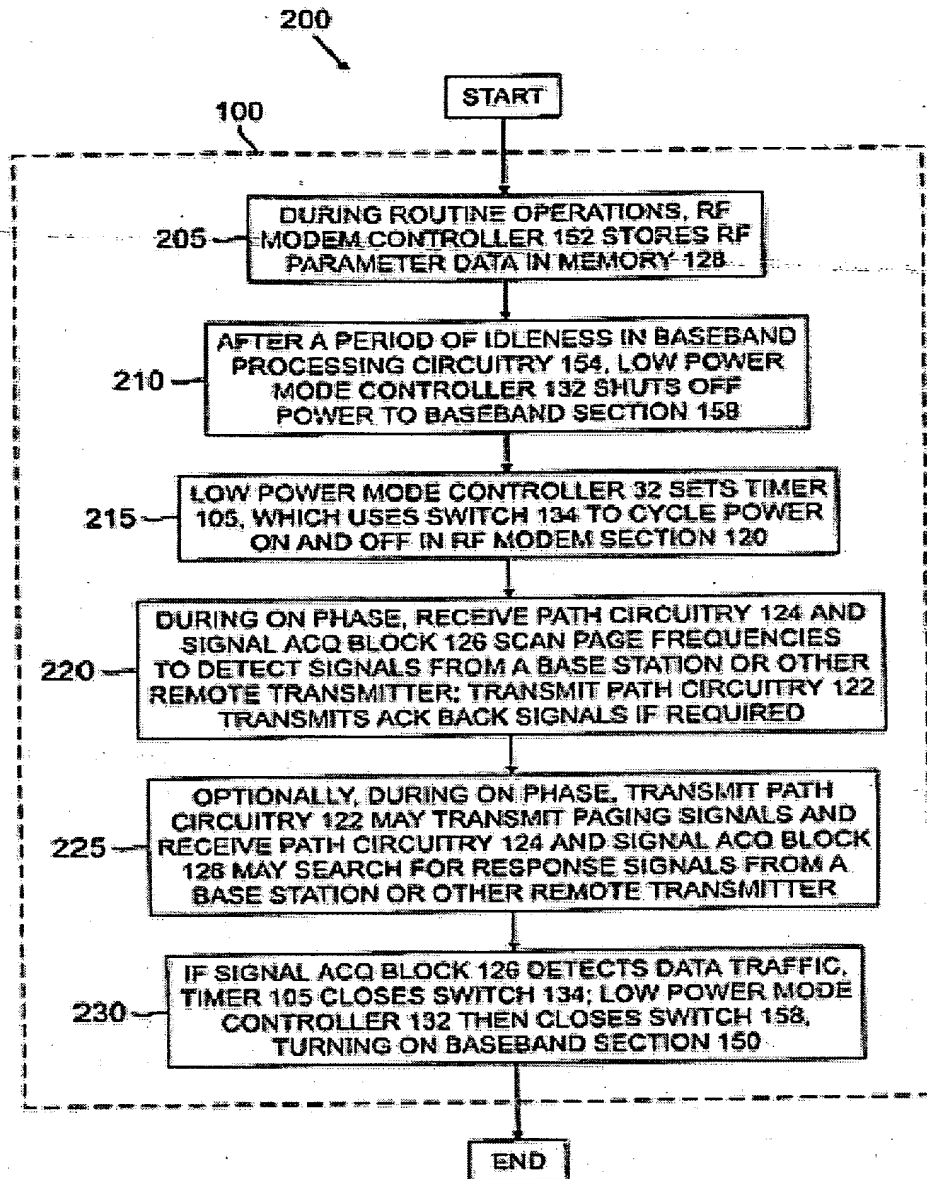 200
START
100
205
DURING ROUTINE OPERATIONS, RF
MODEM CONTROLLER 152 STORES RF
PARAMETER DATA IN MEMORY 128
210
AFTER A PERIOD OF IDLENESS IN BASEBAND
PROCESSING CIRCUITRY 154, LOW POWER
MODE CONTROLLER 132 SHUTS OFF
POWER TO BASEBAND SECTION 158
215
LOW POWER MODE CONTROLLER 32 SETS TIMER
105, WHICH USES SWITCH 134 TO CYCLE POWER
ON AND OFF IN RF MODEM SECTION 120
220
DURING ON PHASE, RECEIVE PATH CIRCUITRY 124 AND
SIGNAL ACQ BLOCK 126 SCAN PAGE FREQUENCIES
TO DETECT SIGNALS FROM A BASE STATION OR OTHER
REMOTE TRANSMITTER; TRANSMIT PATH CIRCUITRY 122
TRANSMITS ACK BACK SIGNALS IF REQUIRED
225
OPTIONALLY, DURING ON PHASE, TRANSMIT PATH
CIRCUITRY 122 MAY TRANSMIT PAGING SIGNALS AND
RECEIVE PATH CIRCUITRY 124 AND SIGNAL ACQ BLOCK
126 MAY SEARCH FOR RESPONSE SIGNALS FROM A
BASE STATION OR OTHER REMOTE TRANSMITTER
230
IF SIGNAL ACQ BLOCK 126 DETECTS DATA TRAFFIC,
TIMER 105 CLOSES SWITCH 134; LOW POWER MODE
CONTROLLER 132 THEN CLOSES SWITCH 158,
TURNING ON BASEBAND SECTION 150
END